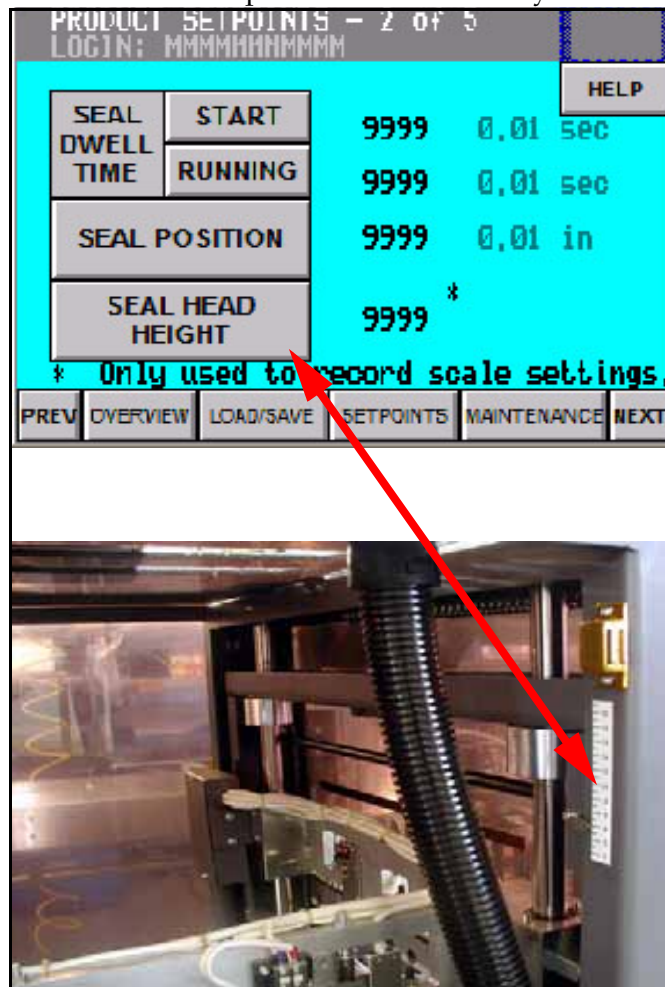 PRODUCT SETPOINTS – 2 of 5
LOGIN: MMMMMMMMMM
HELP
SEAL DWELL TIME
START
9999 0.01 sec
RUNNING
9999 0.01 sec
SEAL POSITION
9999 0.01 in
SEAL HEAD HEIGHT
9999 *
* Only used to record scale settings.
PREV OVERVIEW LOAD/SAVE SETPOINTS MAINTENANCE NEXT